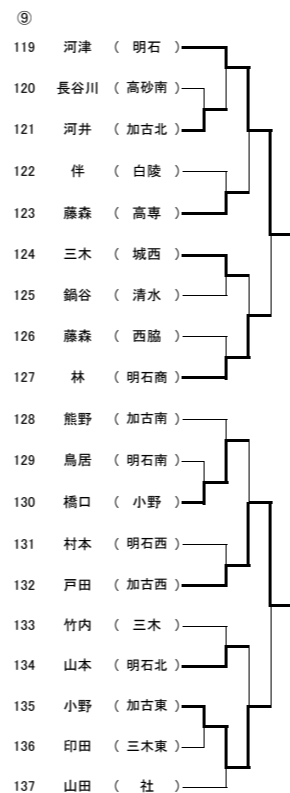 ⑨
119 河津 ( 明石 )
120 長谷川 ( 高砂南 )
121 河井 ( 加古北 )
122 伴 ( 白陵 )
123 藤森 ( 高専 )
124 三木 ( 城西 )
125 鍋谷 ( 清水 )
126 藤森 ( 西脇 )
127 林 ( 明石商 )
128 熊野 ( 加古南 )
129 鳥居 ( 明石南 )
130 橋口 ( 小野 )
131 村本 ( 明石西 )
132 戸田 ( 加古西 )
133 竹内 ( 三木 )
134 山本 ( 明石北 )
135 小野 ( 加古東 )
136 印田 ( 三木東 )
137 山田 ( 社 )